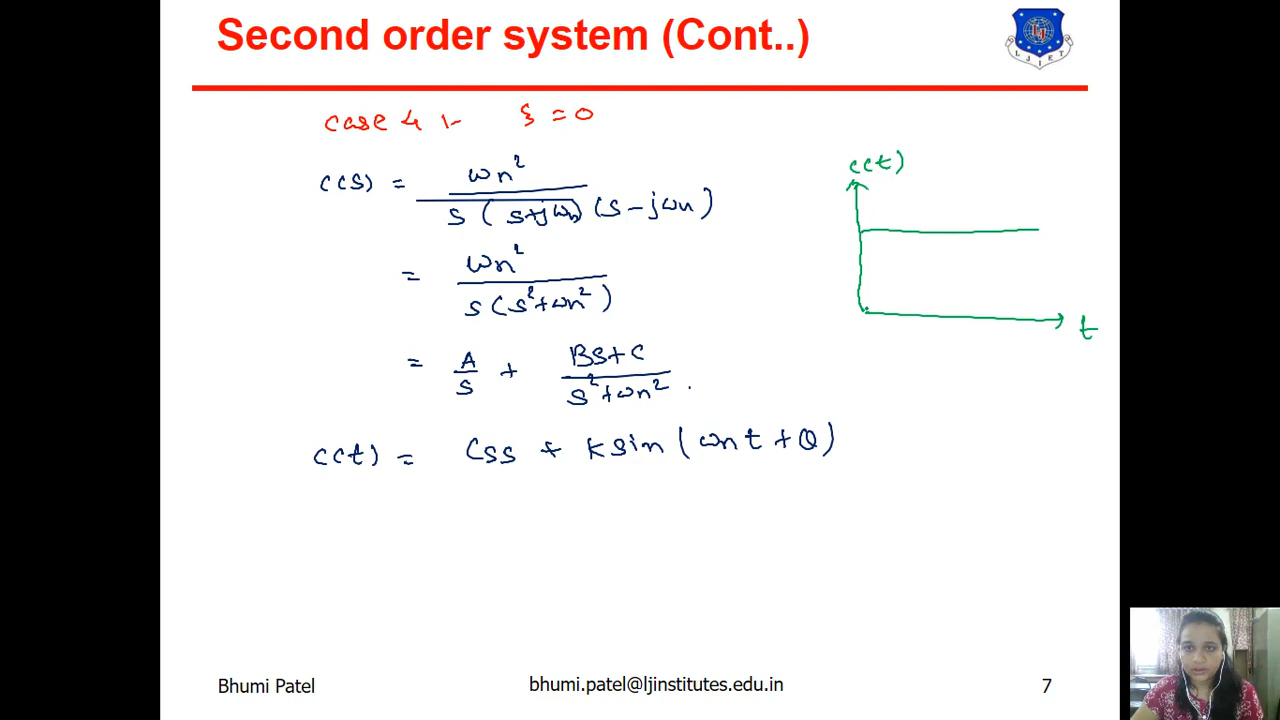 Second order system (Cont..)
LJIET
case 4 :- ξ = 0
C(s) = ωn² / s (s+jωn) (s-jωn)
= ωn² / s (s²+ωn²)
= A/s + Bs+C / s²+ωn²
C(t) = Css + k sin (ωnt + θ)
C(t)
t
Bhumi Patel
bhumi.patel@ljinstitutes.edu.in
7